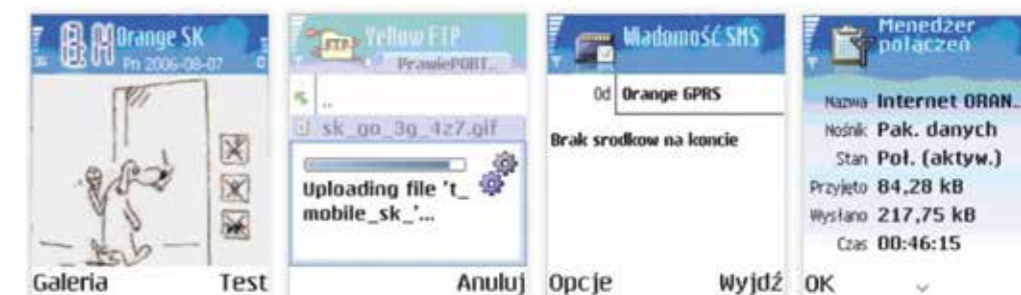 Orange SK
Pn 2006-08-07
Galeria Test
Yellow FTP
PrawiePORT..
..
sk_go_3g_4z7.gif
Uploading file 't_
mobile_sk_'...
Anuluj
Wiadomość SMS
Od Orange GPRS
Brak srodkow na koncie
Opcje Wyjdź
Menedżer
połączeń
Nazwa Internet ORAN..
Nośnik Pak. danych
Stan Poł. (aktyw.)
Przyjęto 84,28 kB
Wysłano 217,75 kB
Czas 00:46:15
OK